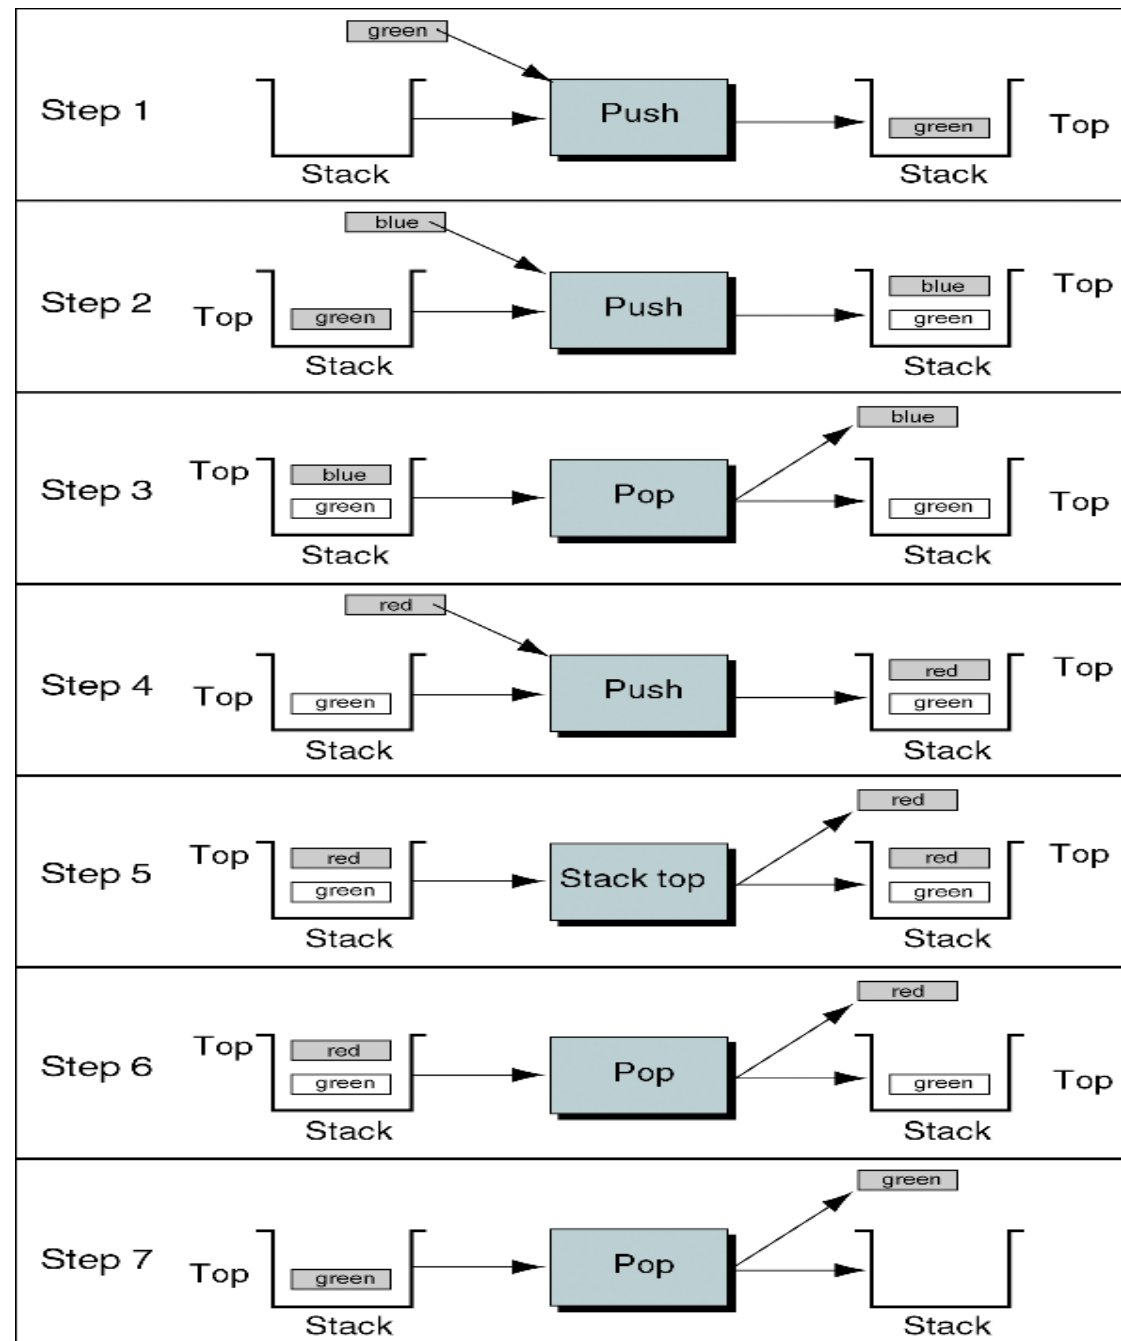 green
Step 1
Push
green
Top
Stack
Stack
blue
Step 2
Top
green
Push
blue
green
Top
Stack
Stack
blue
Step 3
Top
blue
green
Pop
green
Top
Stack
Stack
red
Step 4
Top
green
Push
red
green
Top
Stack
Stack
red
Step 5
Top
red
green
Stack top
red
green
Top
Stack
Stack
red
Step 6
Top
red
green
Pop
green
Top
Stack
Stack
green
Step 7
Top
green
Pop
Stack
Stack